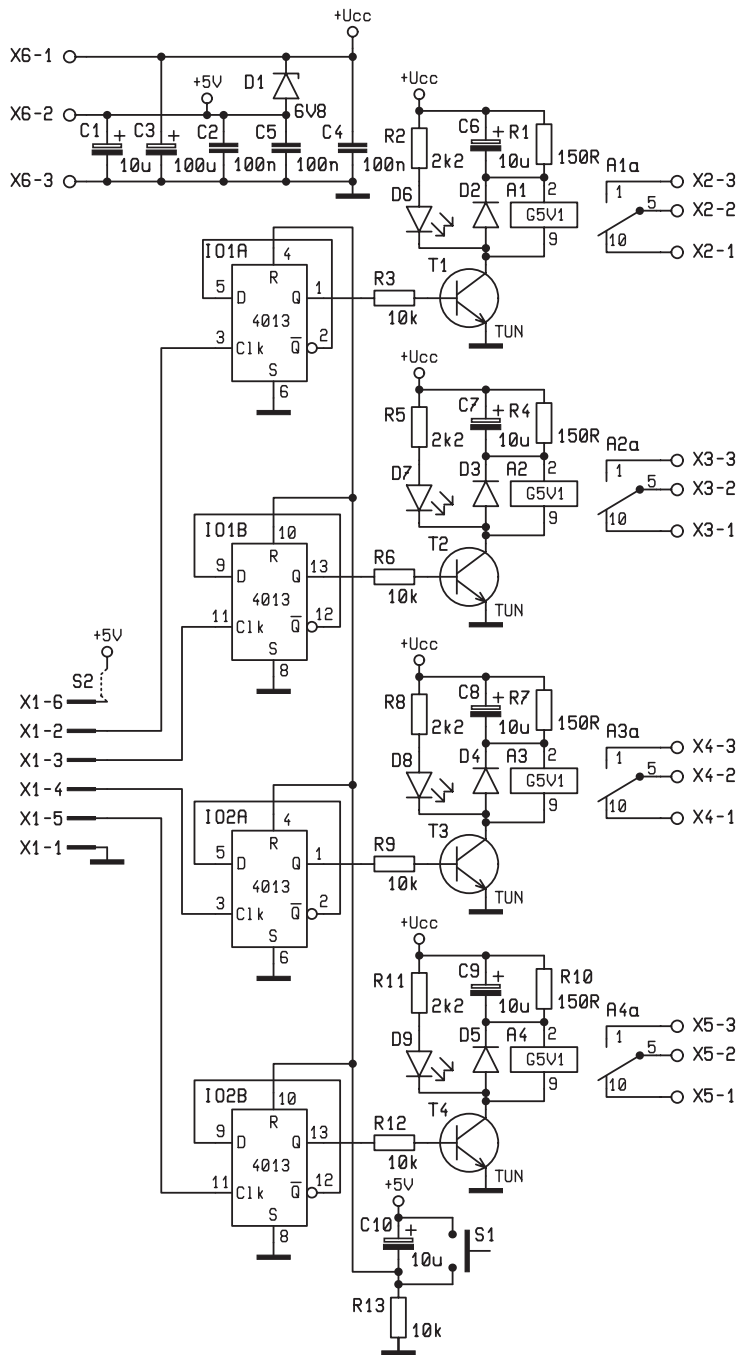 +Ucc
X6-1
+5V
D1
6V8
X6-2
C1 + C3 + C2 C5 C4
10u 100u 100n 100n 100n
X6-3
+Ucc
R2 C6 + R1
2k2 10u 150R
D6 D2 A1 2
G5V1
9
A1a
1 5
10
X2-3
X2-2
X2-1
IO1A
4
R
5 D Q 1
4013
3 Clk Q 2
S
6
R3
10k
T1
TUN
+Ucc
R5 C7 + R4
2k2 10u 150R
D7 D3 A2 2
G5V1
9
A2a
1 5
10
X3-3
X3-2
X3-1
IO1B
10
R
9 D Q 13
4013
11 Clk Q 12
S
8
R6
10k
T2
TUN
+5V
S2
X1-6
X1-2
X1-3
X1-4
X1-5
X1-1
+Ucc
R8 C8 + R7
2k2 10u 150R
D8 D4 A3 2
G5V1
9
A3a
1 5
10
X4-3
X4-2
X4-1
IO2A
4
R
5 D Q 1
4013
3 Clk Q 2
S
6
R9
10k
T3
TUN
+Ucc
R11 C9 + R10
2k2 10u 150R
D9 D5 A4 2
G5V1
9
A4a
1 5
10
X5-3
X5-2
X5-1
IO2B
10
R
9 D Q 13
4013
11 Clk Q 12
S
8
R12
10k
T4
TUN
+5V
C10 +
10u
S1
R13
10k